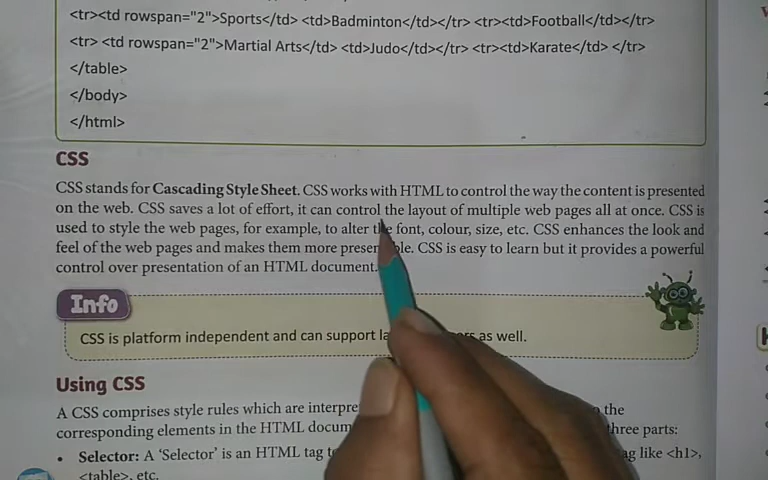 <tr><td rowspan="2">Sports</td> <td>Badminton</td></tr> <tr><td>Football</td></tr>
<tr> <td rowspan="2">Martial Arts</td> <td>Judo</td></tr> <tr><td>Karate</td> </tr>
</table>
</body>
</html>
CSS
CSS stands for Cascading Style Sheet. CSS works with HTML to control the way the content is presented
on the web. CSS saves a lot of effort, it can control the layout of multiple web pages all at once. CSS is
used to style the web pages, for example, to alter the font, colour, size, etc. CSS enhances the look and
feel of the web pages and makes them more presentable. CSS is easy to learn but it provides a powerful
control over presentation of an HTML document.
Info
CSS is platform independent and can support as well.
Using CSS
A CSS comprises style rules which are the
corresponding elements in the HTML three parts:
• Selector: A 'Selector' is an HTML tag like <h1>,
<table>, etc.